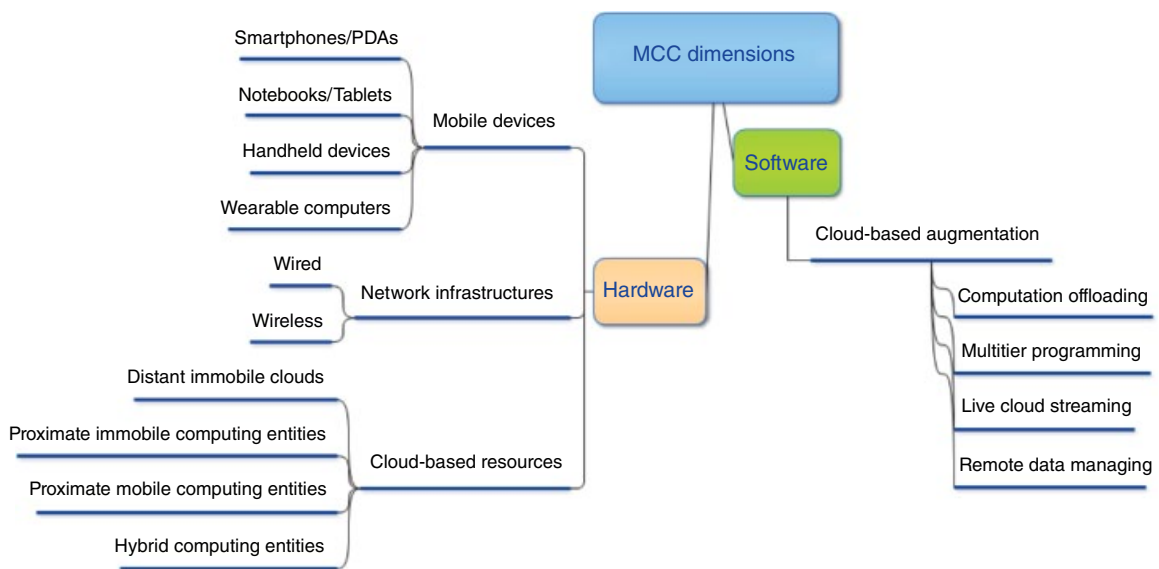 MCC dimensions
Software
Cloud-based augmentation
Computation offloading
Multitier programming
Live cloud streaming
Remote data managing
Hardware
Mobile devices
Smartphones/PDAs
Notebooks/Tablets
Handheld devices
Wearable computers
Network infrastructures
Wired
Wireless
Cloud-based resources
Distant immobile clouds
Proximate immobile computing entities
Proximate mobile computing entities
Hybrid computing entities